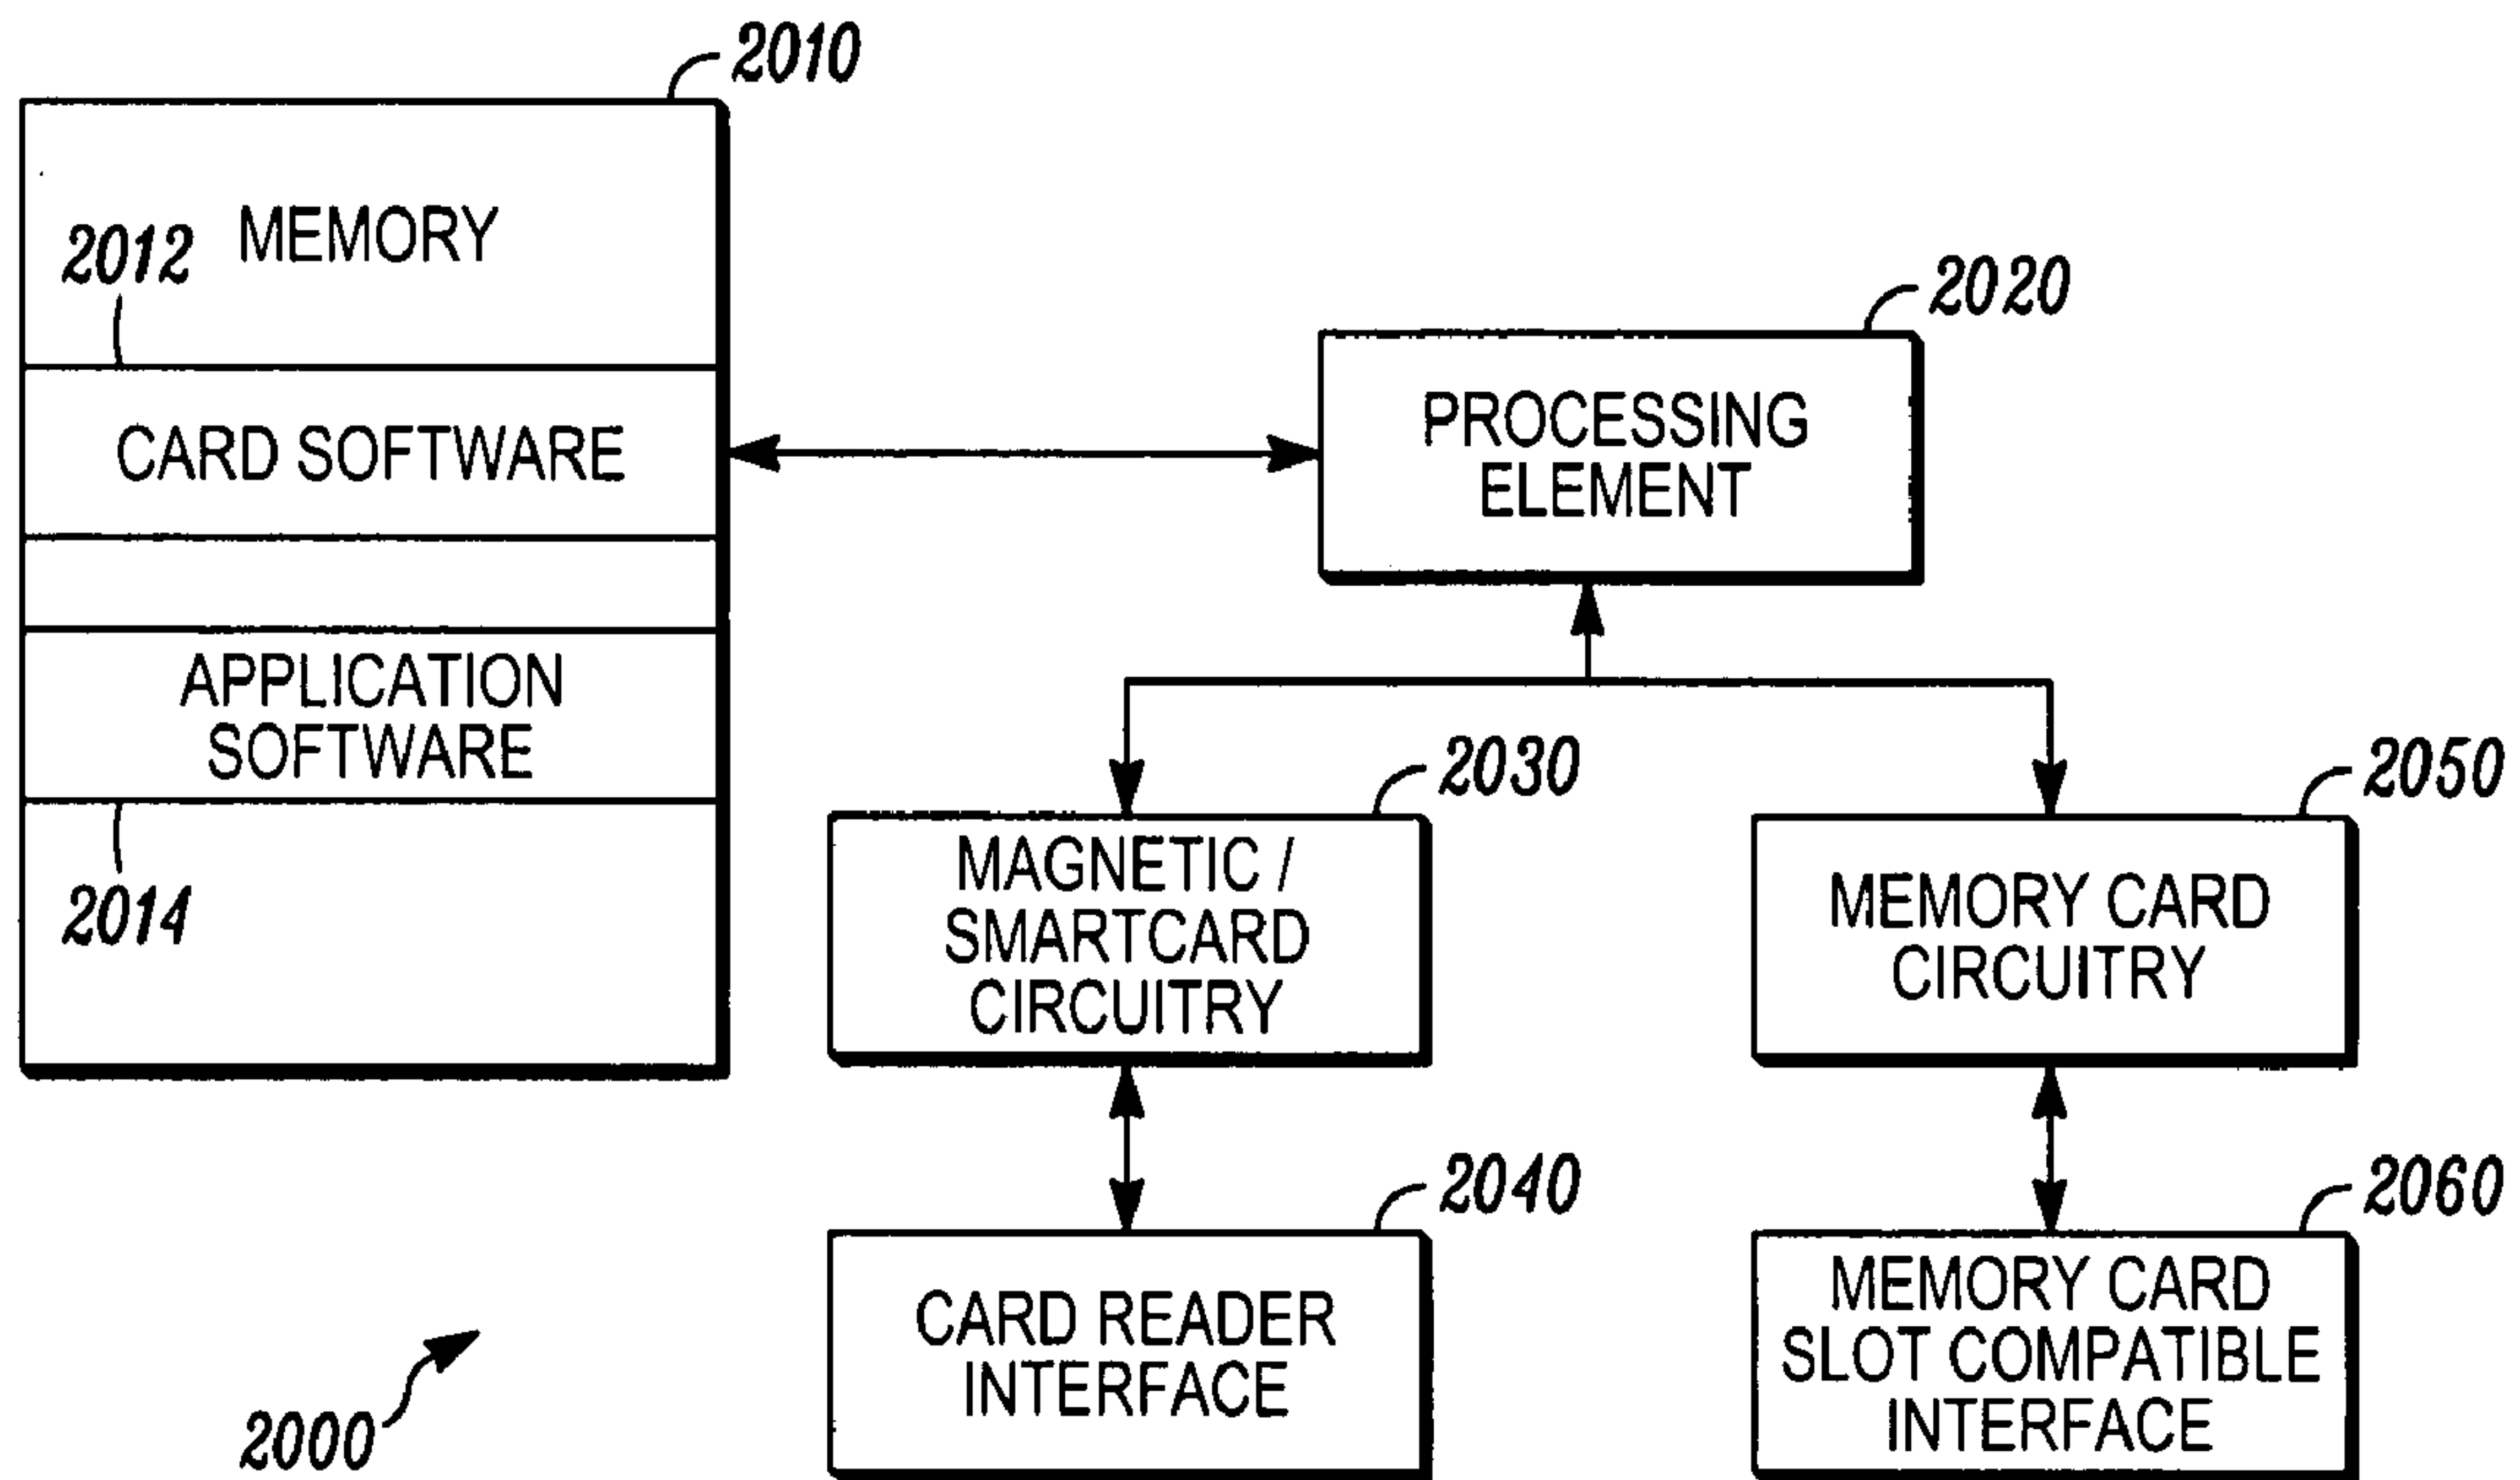 2010
MEMORY
2012
CARD SOFTWARE
APPLICATION
SOFTWARE
2014
2020
PROCESSING
ELEMENT
2030
MAGNETIC /
SMARTCARD
CIRCUITRY
2050
MEMORY CARD
CIRCUITRY
2040
CARD READER
INTERFACE
2060
MEMORY CARD
SLOT COMPATIBLE
INTERFACE
2000